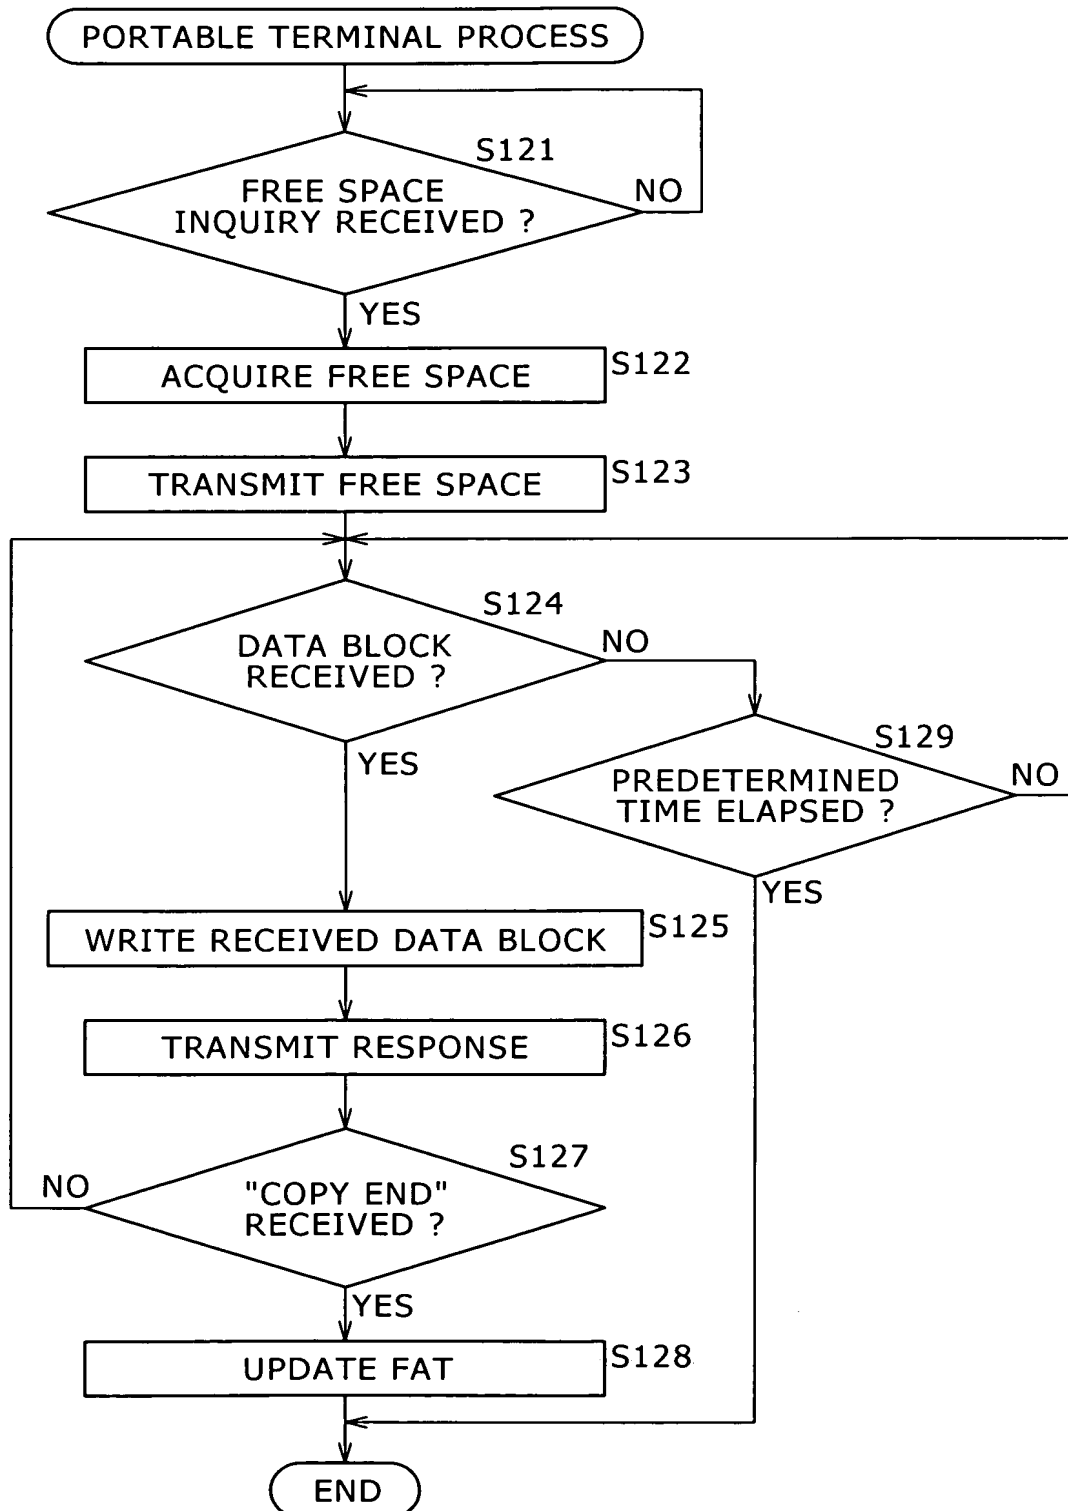 PORTABLE TERMINAL PROCESS
S121
FREE SPACE
INQUIRY RECEIVED ?
NO
YES
ACQUIRE FREE SPACE
S122
TRANSMIT FREE SPACE
S123
S124
DATA BLOCK
RECEIVED ?
NO
YES
S129
PREDETERMINED
TIME ELAPSED ?
NO
YES
WRITE RECEIVED DATA BLOCK
S125
TRANSMIT RESPONSE
S126
S127
"COPY END"
RECEIVED ?
NO
YES
UPDATE FAT
S128
END